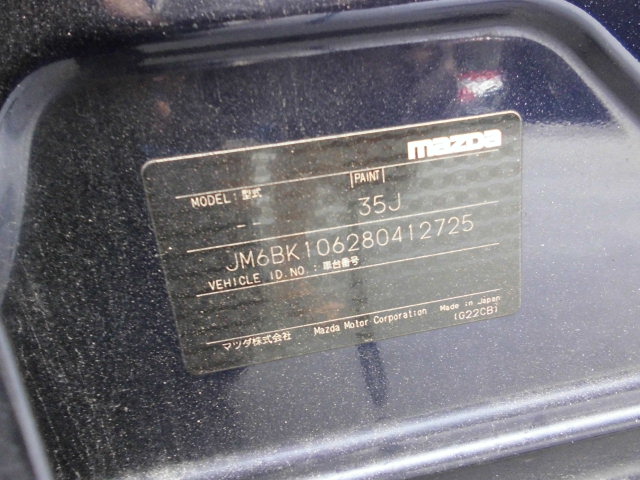 mazda
MODEL: 型式 PAINT
-- 35J
JM6BK106280412725
VEHICLE ID.NO.: 車台番号
マツダ株式会社 Mazda Motor Corporation Made in Japan
(G22CB)